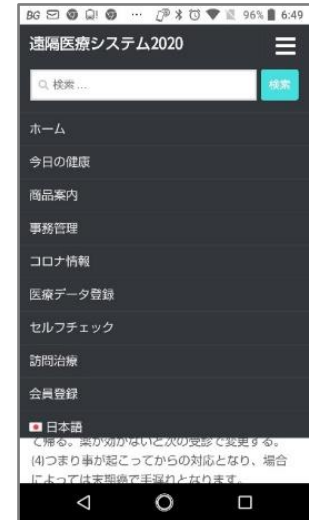 BG 96% 6:49
遠隔医療システム2020
検索 ...
検索
ホーム
今日の健康
商品案内
事務管理
コロナ情報
医療データ登録
セルフチェック
訪問治療
会員登録
日本語
て帰る。薬が効かないと次の受診で変更する。
(4)つまり事が起こってからの対応となり、場合
によっては末期癌で手遅れとなります。